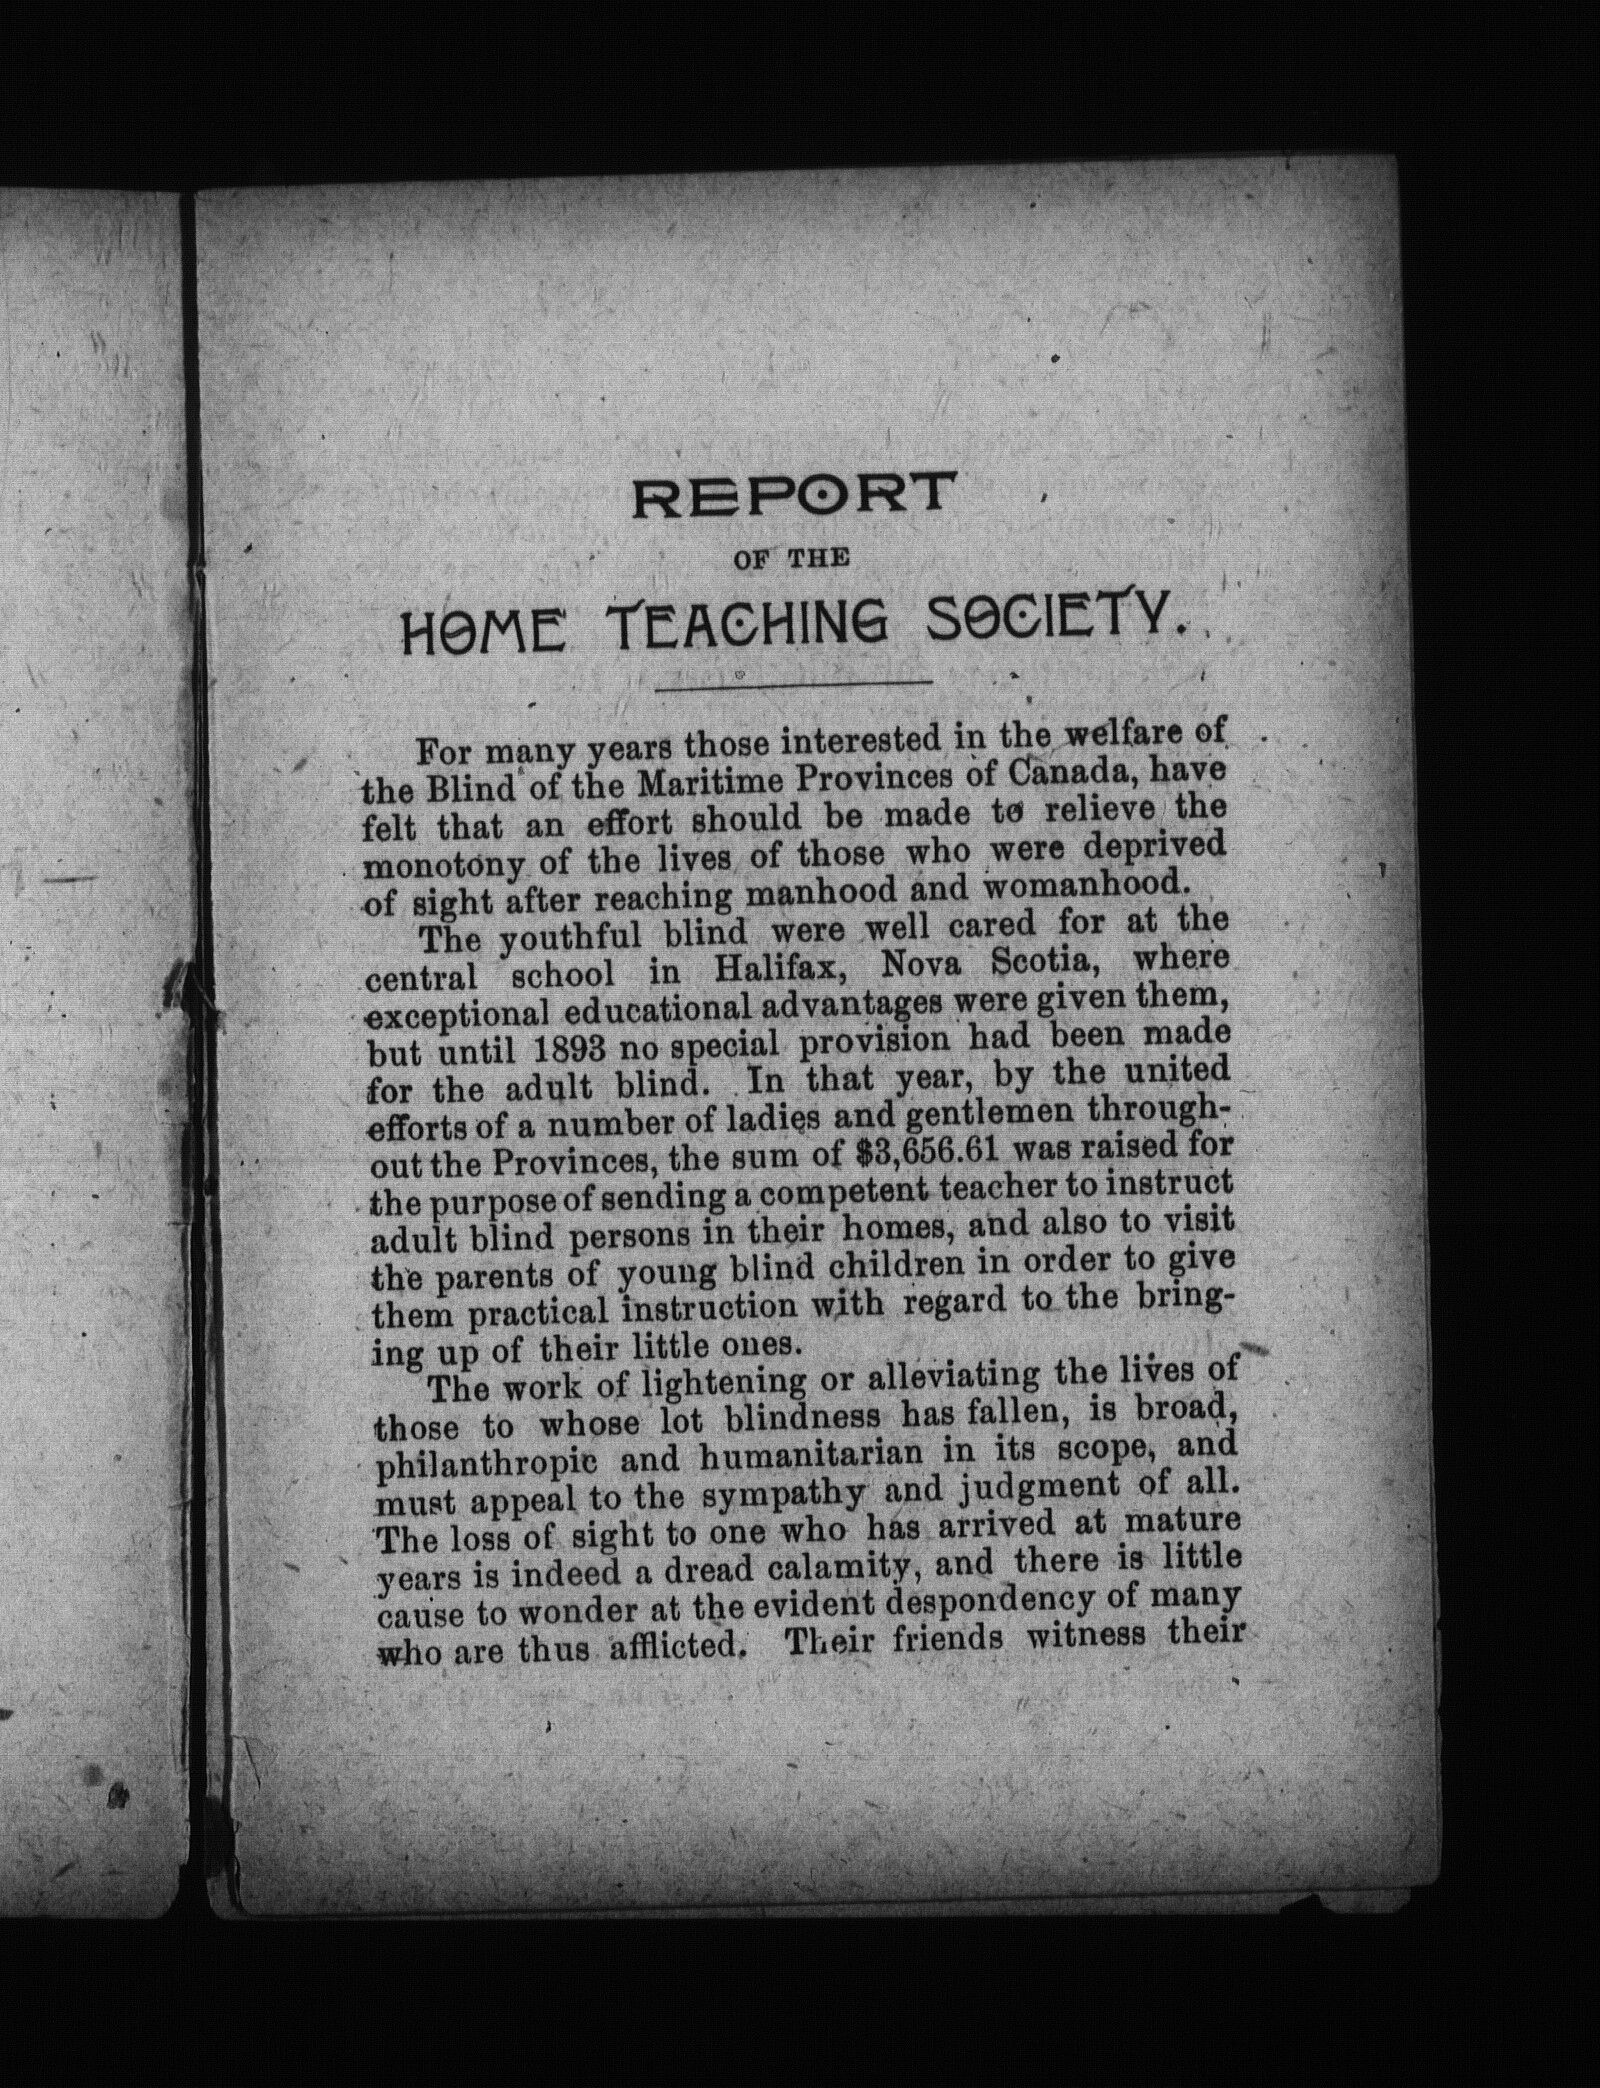 REPORT
OF THE
HOME TEACHING SOCIETY.
For many years those interested in the welfare of
the Blind of the Maritime Provinces of Canada, have
felt that an effort should be made to relieve the
monotony of the lives of those who were deprived
of sight after reaching manhood and womanhood.
The youthful blind were well cared for at the
central school in Halifax, Nova Scotia, where
exceptional educational advantages were given them,
but until 1893 no special provision had been made
for the adult blind. In that year, by the united
efforts of a number of ladies and gentlemen through-
out the Provinces, the sum of $3,656.61 was raised for
the purpose of sending a competent teacher to instruct
adult blind persons in their homes, and also to visit
the parents of young blind children in order to give
them practical instruction with regard to the bring-
ing up of their little ones.
The work of lightening or alleviating the lives of
those to whose lot blindness has fallen, is broad,
philanthropic and humanitarian in its scope, and
must appeal to the sympathy and judgment of all.
The loss of sight to one who has arrived at mature
years is indeed a dread calamity, and there is little
cause to wonder at the evident despondency of many
who are thus afflicted. Their friends witness their